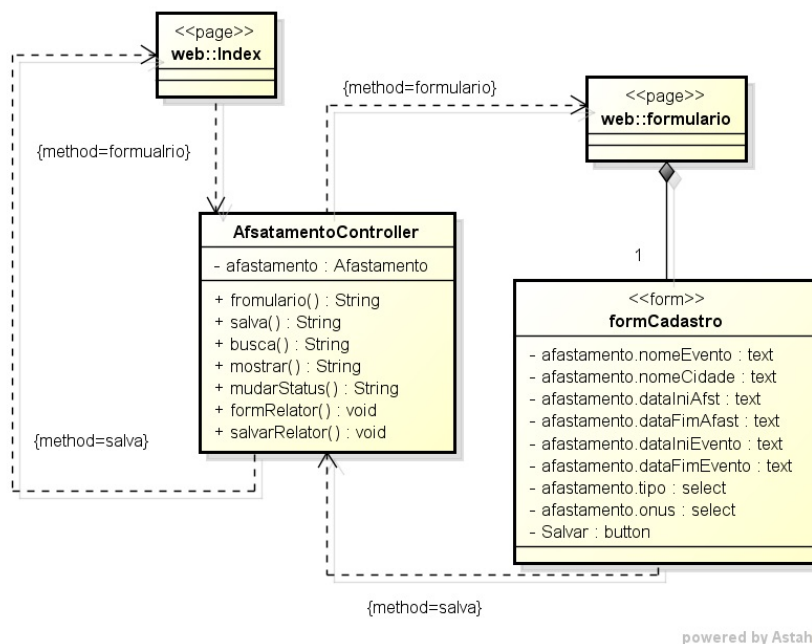 <<page>>
web::Index
{method=formulario}
<<page>>
web::formulario
{method=formualrio}
AfsatamentoController
- afastamento : Afastamento
+ fromulario() : String
+ salva() : String
+ busca() : String
+ mostrar() : String
+ mudarStatus() : String
+ formRelator() : void
+ salvarRelator() : void
1
<<form>>
formCadastro
- afastamento.nomeEvento : text
- afastamento.nomeCidade : text
- afastamento.dataIniAfst : text
- afastamento.dataFimAfast : text
- afastamento.dataIniEvento : text
- afastamento.dataFimEvento : text
- afastamento.tipo : select
- afastamento.onus : select
- Salvar : button
{method=salva}
{method=salva}
powered by Astah